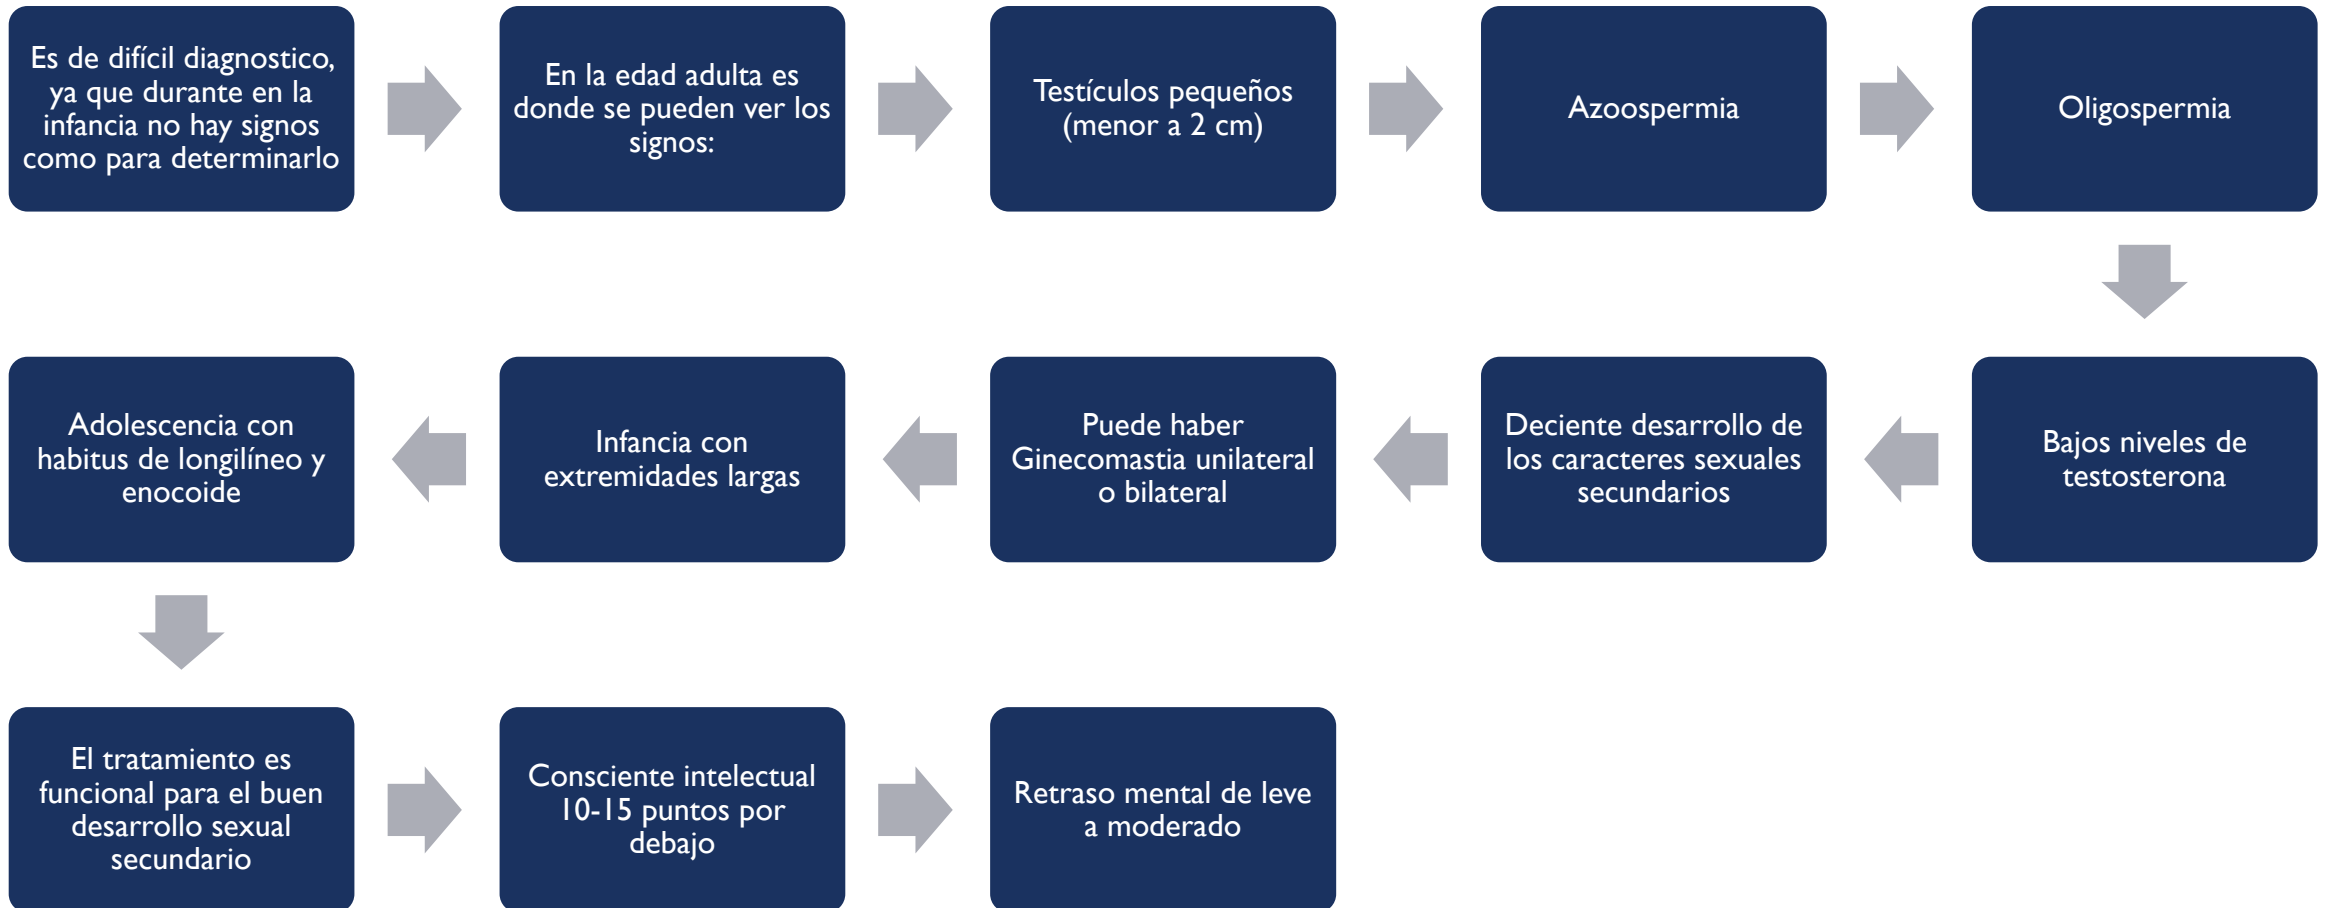 Es de difícil diagnostico,
ya que durante en la
infancia no hay signos
como para determinarlo
En la edad adulta es
donde se pueden ver los
signos:
Testículos pequeños
(menor a 2 cm)
Azoospermia
Oligospermia
Bajos niveles de
testosterona
Deciente desarrollo de
los caracteres sexuales
secundarios
Puede haber
Ginecomastia unilateral
o bilateral
Infancia con
extremidades largas
Adolescencia con
habitus de longilíneo y
enocoide
El tratamiento es
funcional para el buen
desarrollo sexual
secundario
Consciente intelectual
10-15 puntos por
debajo
Retraso mental de leve
a moderado